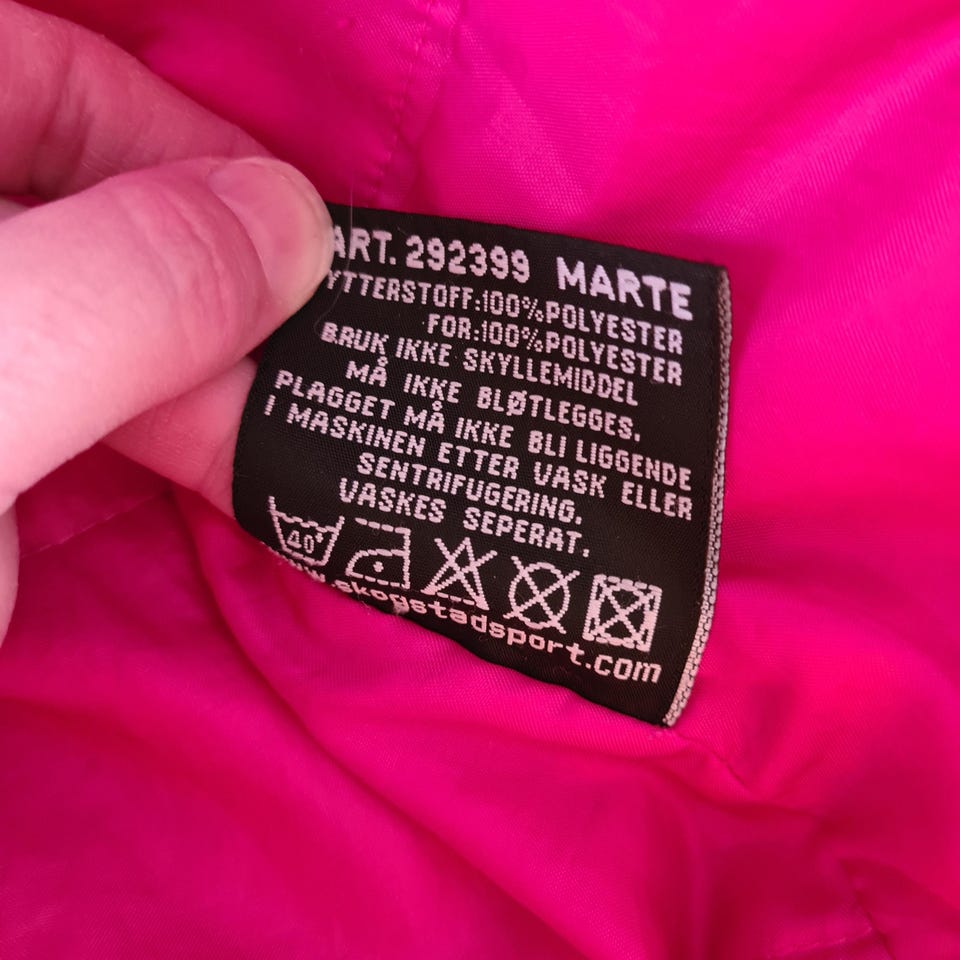 ART. 292399 MARTE
YTTERSTOFF:100%POLYESTER
FOR:100%POLYESTER
BRUK IKKE SKYLLEMIDDEL
MÅ IKKE BLØTLEGGES.
PLAGGET MÅ IKKE BLI LIGGENDE
I MASKINEN ETTER VASK ELLER
SENTRIFUGERING.
VASKES SEPERAT.
40°
www.skogstadsport.com